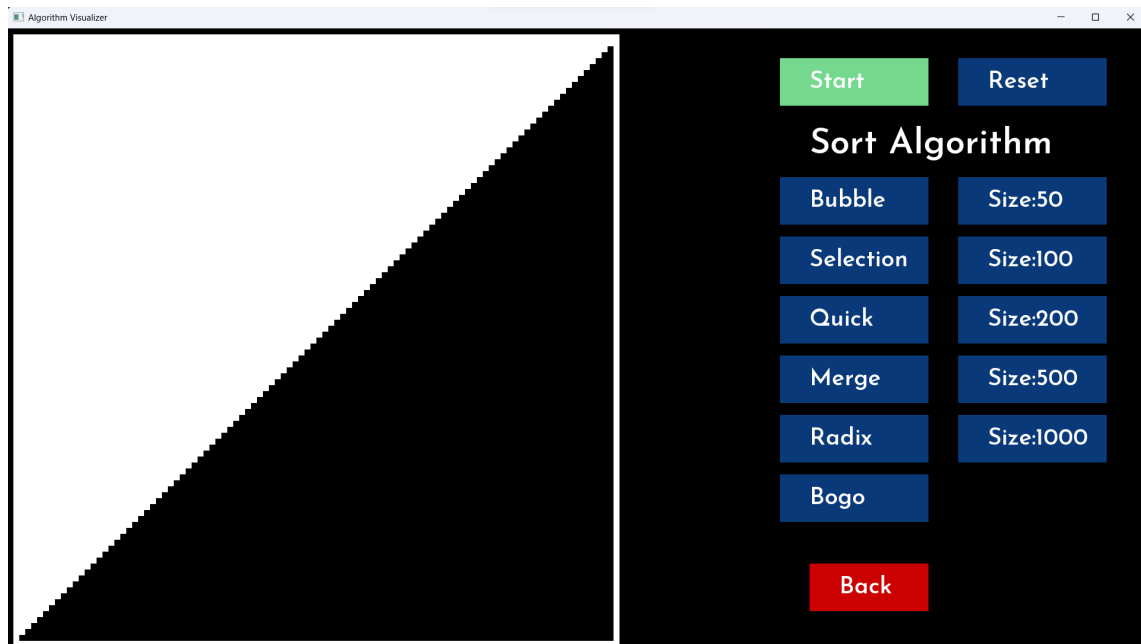 Algorithm Visualizer
Start Reset
Sort Algorithm
Bubble Size:50
Selection Size:100
Quick Size:200
Merge Size:500
Radix Size:1000
Bogo
Back